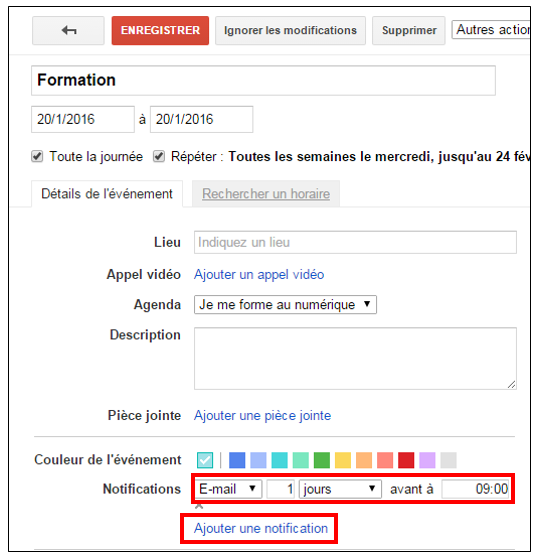 ENREGISTRER Ignorer les modifications Supprimer Autres action
Formation
20/1/2016 à 20/1/2016
Toute la journée Répéter : Toutes les semaines le mercredi, jusqu'au 24 fév
Détails de l'événement Rechercher un horaire
Lieu Indiquez un lieu
Appel vidéo Ajouter un appel vidéo
Agenda Je me forme au numérique
Description
Pièce jointe Ajouter une pièce jointe
Couleur de l'événement
Notifications E-mail 1 jours avant à 09:00
Ajouter une notification